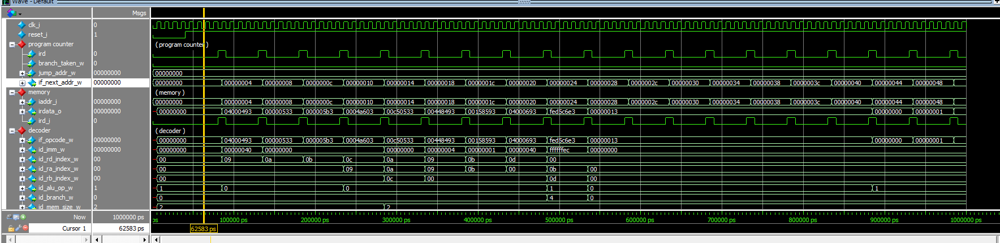 Wave - Default
Msgs
clk_i 0
reset_i 1
program counter (program counter)
ird 0
branch_taken_w 0
jump_addr_w 00000000 00000000
if_next_addr_w 00000000 00000000 00000004 00000008 0000000c 00000010 00000014 00000018 0000001c 00000020 00000024 00000028 0000002c 00000030 00000034 00000038 0000003c 00000040 00000044 00000048
memory (memory)
iaddr_i 00000000 00000000 00000004 00000008 0000000c 00000010 00000014 00000018 0000001c 00000020 00000024 00000028 0000002c 00000030 00000034 00000038 0000003c 00000040 00000044 00000048
irdata_o 00000000 00000000 04000493 00000533 000005b3 0004a603 00c50533 00448493 00158593 04000693 fed5c6e3 00000013 00000000 00000001
ird_i 0
decoder (decoder)
if_opcode_w 00000000 00000000 04000493 00000533 000005b3 0004a603 00c50533 00448493 00158593 04000693 fed5c6e3 00000013 00000000 00000001
id_imm_w 00000000 00000000 00000040 00000000 00000000 00000004 00000001 00000040 ffffffec 00000000
id_rd_index_w 00 00 09 0a 0b 0c 0a 09 0b 0d 00
id_ra_index_w 00 00 09 0a 09 0b 00 0b 00
id_rb_index_w 00 00 0c 00 0d 00
id_alu_op_w 1 1 0 0 1 0 1
id_branch_w 0 0 4 0
id_mem_size_w 2 2 2
Now 1000000 ps ps 100000 ps 200000 ps 300000 ps 400000 ps 500000 ps 600000 ps 700000 ps 800000 ps 900000 ps 1000000 ps
Cursor 1 62583 ps 62583 ps